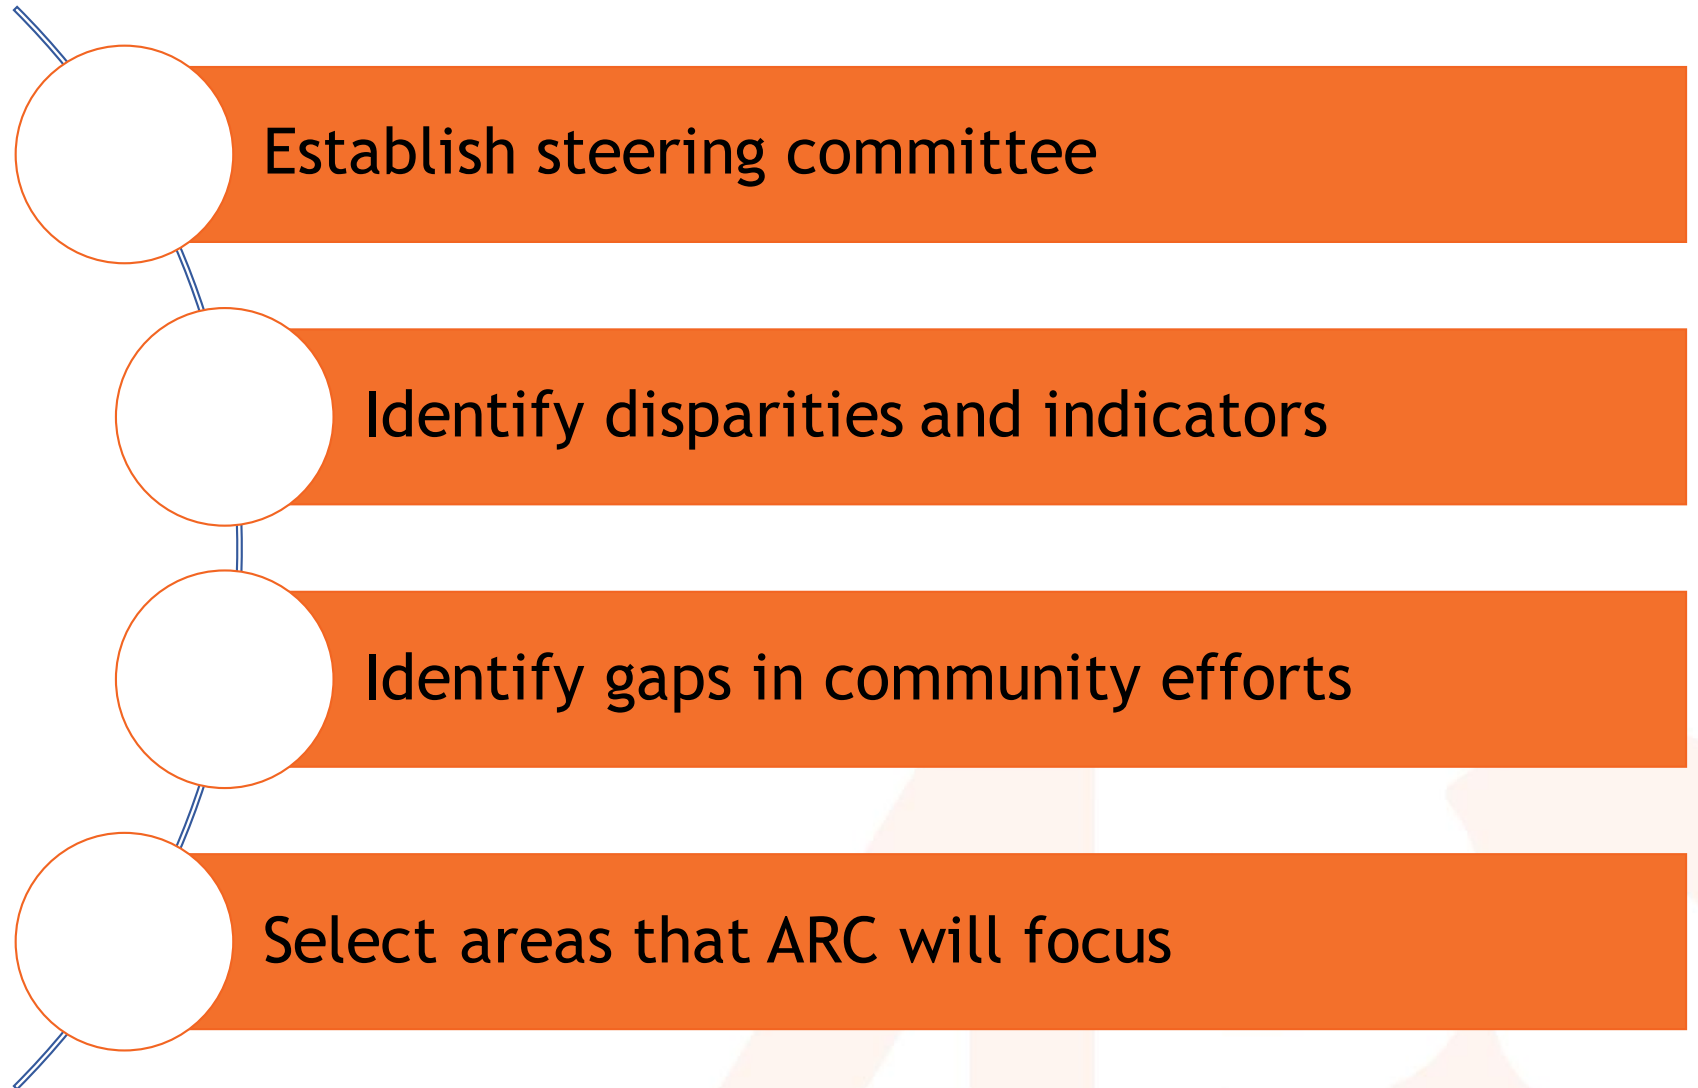 Establish steering committee
Identify disparities and indicators
Identify gaps in community efforts
Select areas that ARC will focus